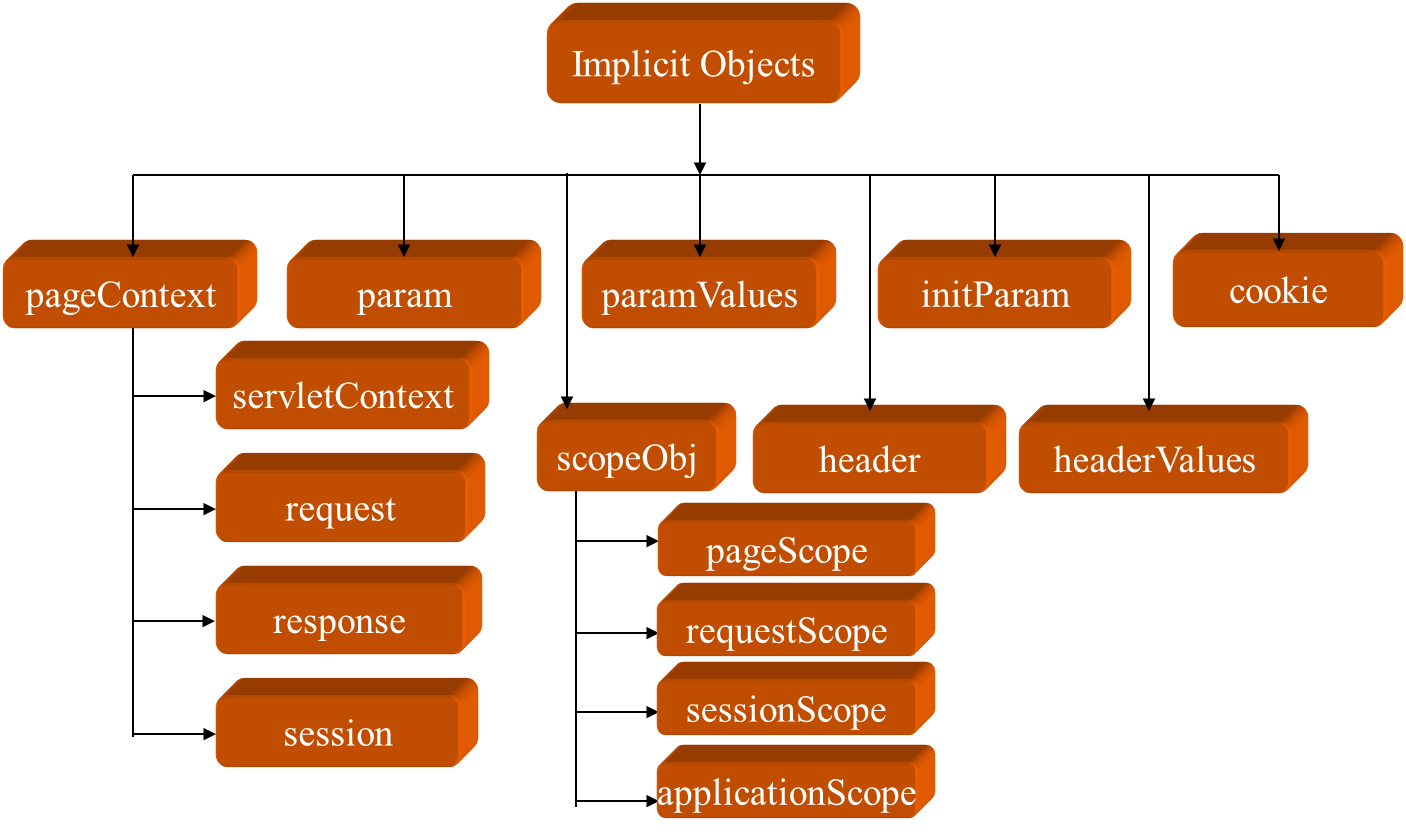 Implicit Objects
pageContext
param
paramValues
initParam
cookie
servletContext
scopeObj
header
headerValues
request
pageScope
response
requestScope
sessionScope
session
applicationScope